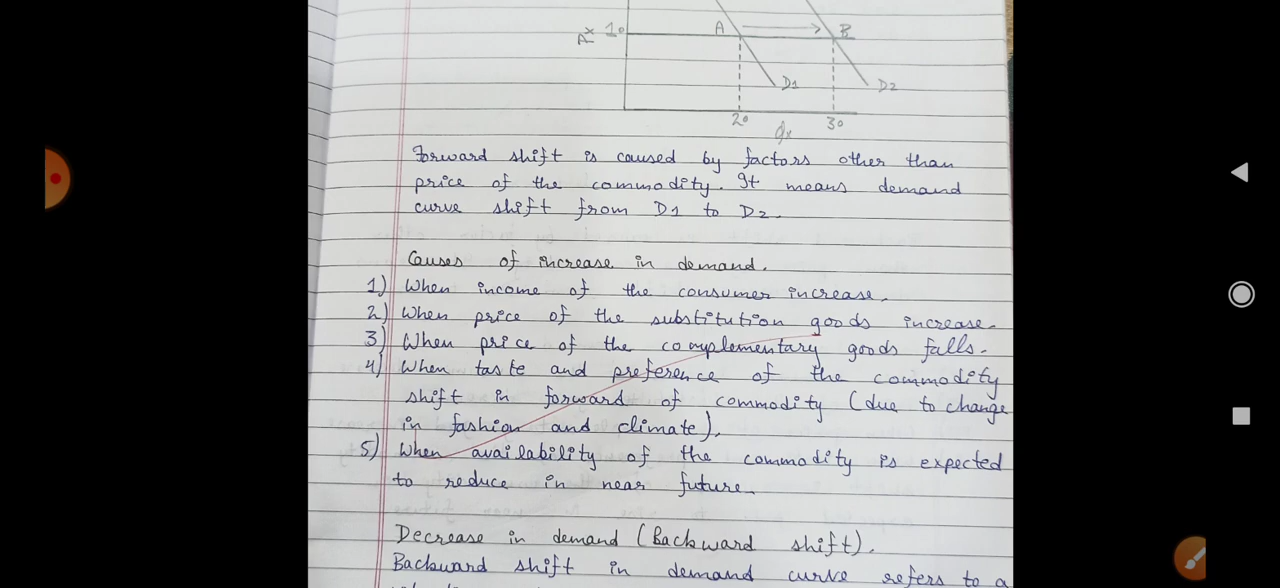 Px 10 A B
D1 D2
20 30
Qx
Forward shift is caused by factors other than
price of the commodity. It means demand
curve shift from D1 to D2.
Causes of increase in demand.
1) When income of the consumer increase.
2) When price of the substitution goods increase.
3) When price of the complementary goods falls.
4) When taste and preference of the commodity
shift in forward of commodity (due to change
in fashion and climate).
5) When availability of the commodity is expected
to reduce in near future.
Decrease in demand (Backward shift).
Backward shift in demand curve refers to a